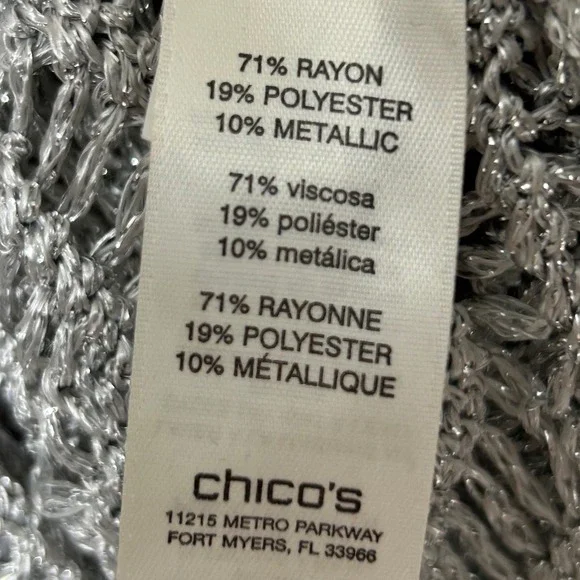 71% RAYON
19% POLYESTER
10% METALLIC
71% viscosa
19% poliéster
10% metálica
71% RAYONNE
19% POLYESTER
10% MÉTALLIQUE
chico's
11215 METRO PARKWAY
FORT MYERS, FL 33966